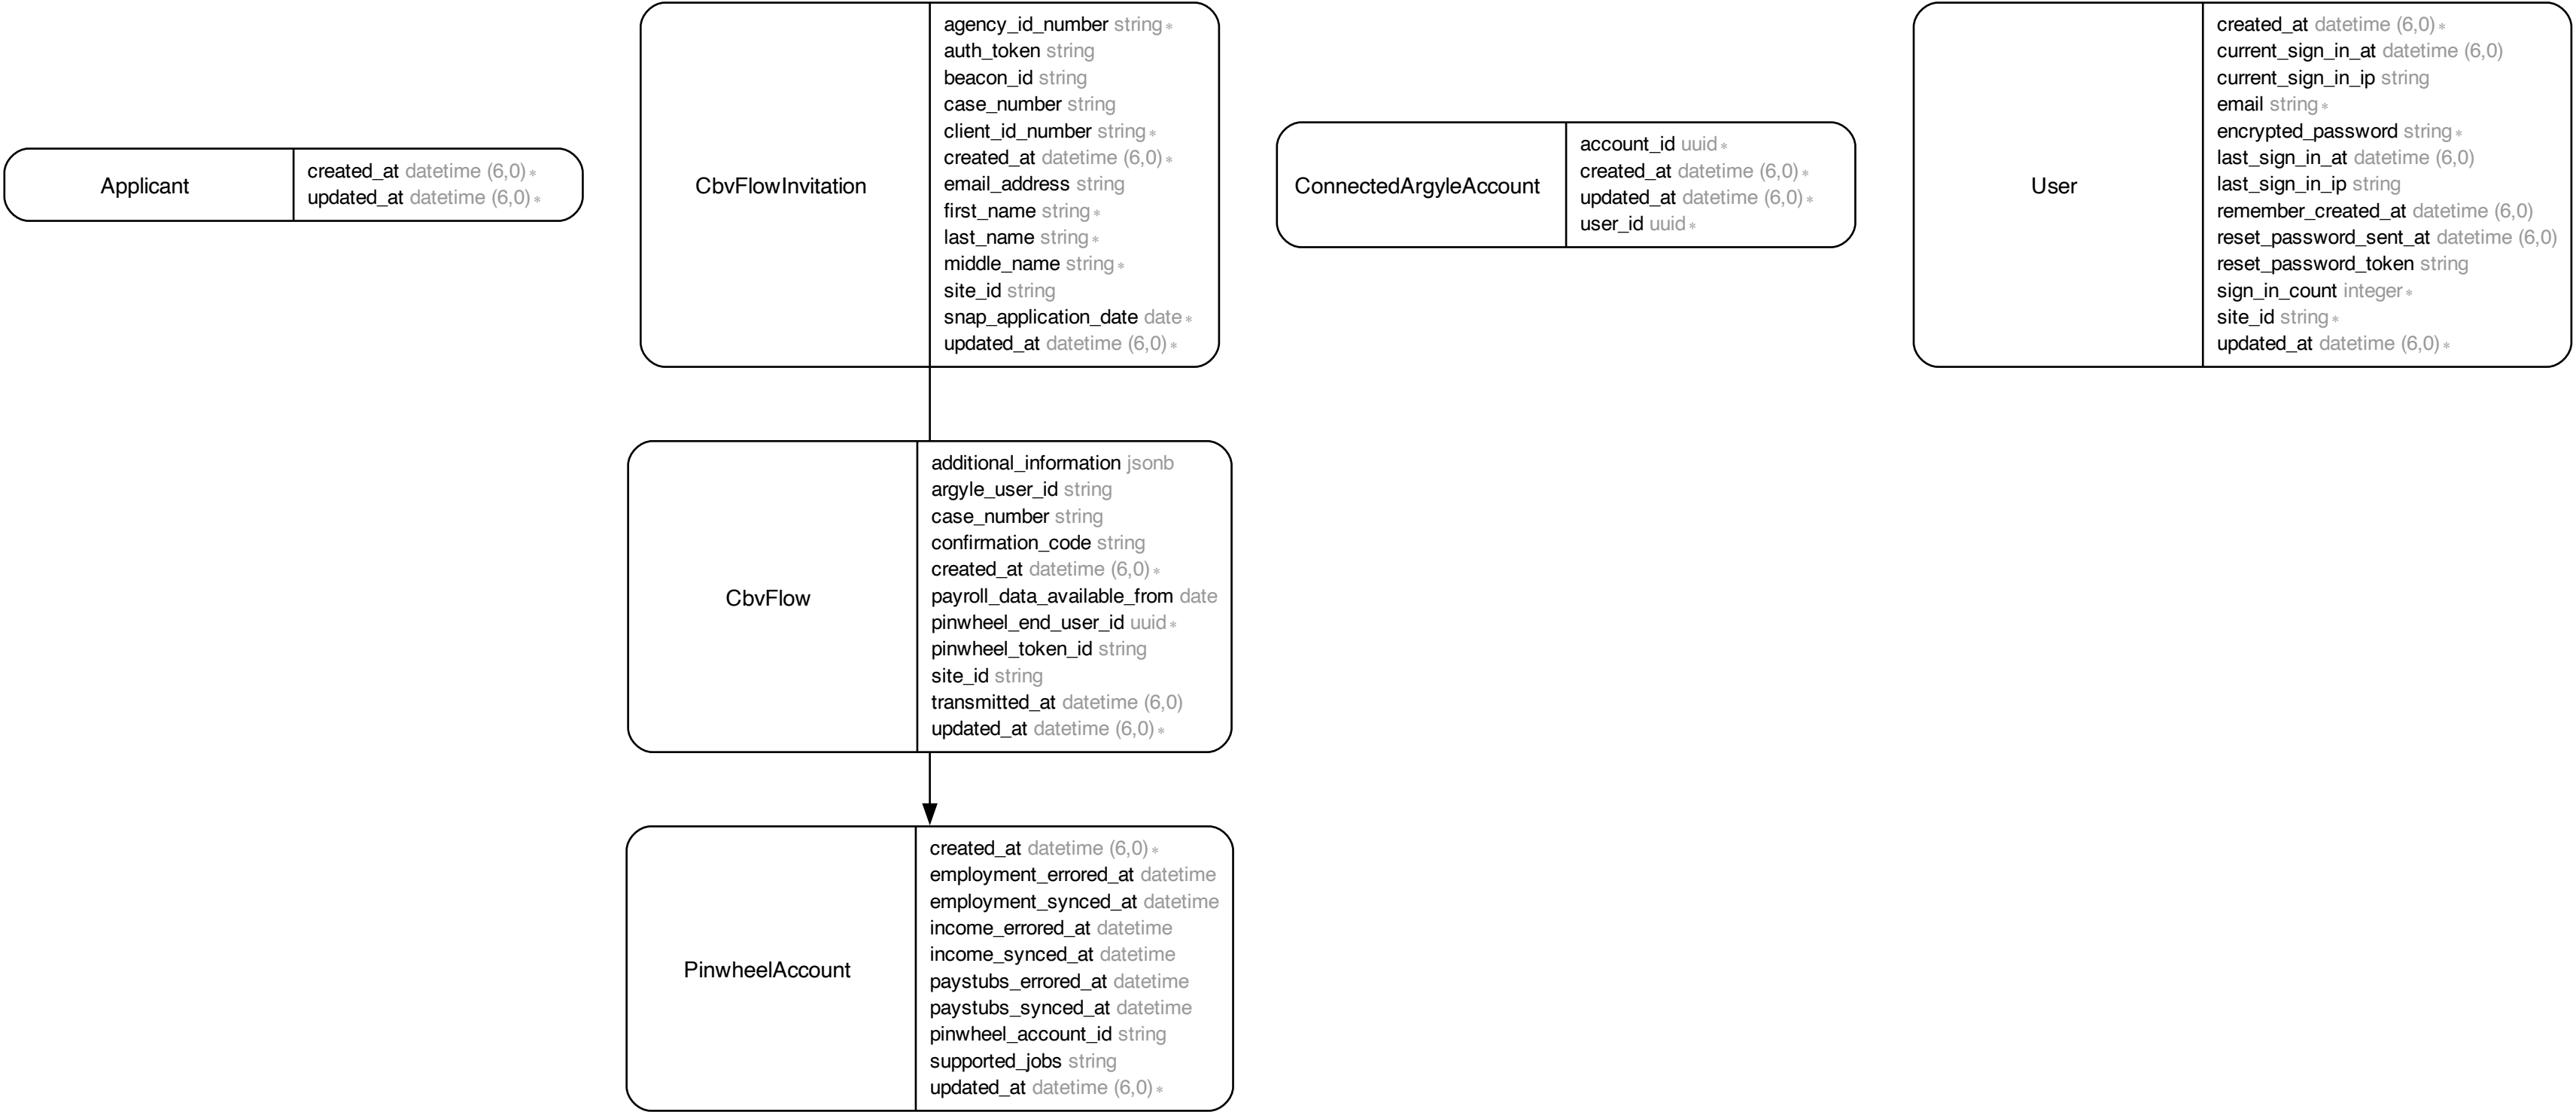 Applicant
created_at datetime (6,0) *
updated_at datetime (6,0) *
CbvFlowInvitation
agency_id_number string *
auth_token string
beacon_id string
case_number string
client_id_number string *
created_at datetime (6,0) *
email_address string
first_name string *
last_name string *
middle_name string *
site_id string
snap_application_date date *
updated_at datetime (6,0) *
ConnectedArgyleAccount
account_id uuid *
created_at datetime (6,0) *
updated_at datetime (6,0) *
user_id uuid *
User
created_at datetime (6,0) *
current_sign_in_at datetime (6,0)
current_sign_in_ip string
email string *
encrypted_password string *
last_sign_in_at datetime (6,0)
last_sign_in_ip string
remember_created_at datetime (6,0)
reset_password_sent_at datetime (6,0)
reset_password_token string
sign_in_count integer *
site_id string *
updated_at datetime (6,0) *
CbvFlow
additional_information jsonb
argyle_user_id string
case_number string
confirmation_code string
created_at datetime (6,0) *
payroll_data_available_from date
pinwheel_end_user_id uuid *
pinwheel_token_id string
site_id string
transmitted_at datetime (6,0)
updated_at datetime (6,0) *
PinwheelAccount
created_at datetime (6,0) *
employment_errored_at datetime
employment_synced_at datetime
income_errored_at datetime
income_synced_at datetime
paystubs_errored_at datetime
paystubs_synced_at datetime
pinwheel_account_id string
supported_jobs string
updated_at datetime (6,0) *